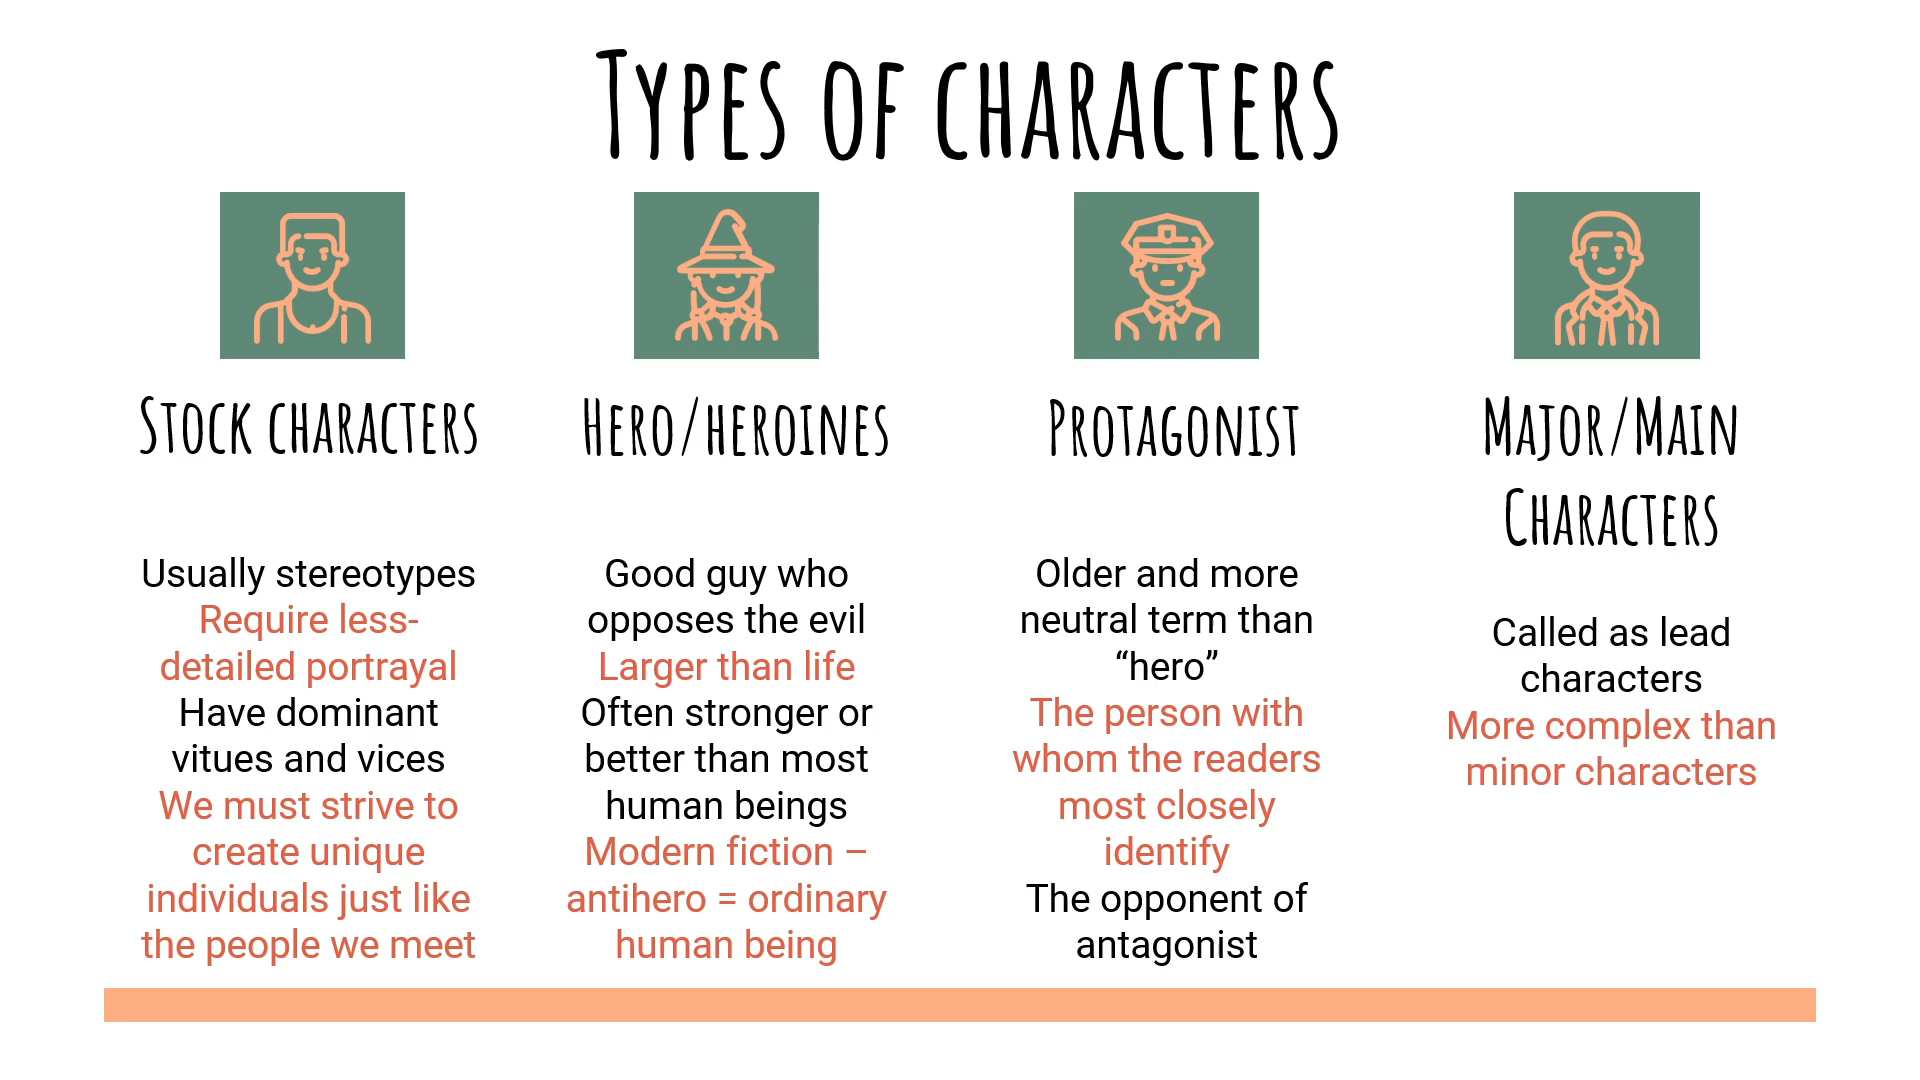 Types of characters
Stock characters
Usually stereotypes
Require less-
detailed portrayal
Have dominant
vitues and vices
We must strive to
create unique
individuals just like
the people we meet
Hero/heroines
Good guy who
opposes the evil
Larger than life
Often stronger or
better than most
human beings
Modern fiction –
antihero = ordinary
human being
Protagonist
Older and more
neutral term than
“hero”
The person with
whom the readers
most closely
identify
The opponent of
antagonist
Major/Main
Characters
Called as lead
characters
More complex than
minor characters